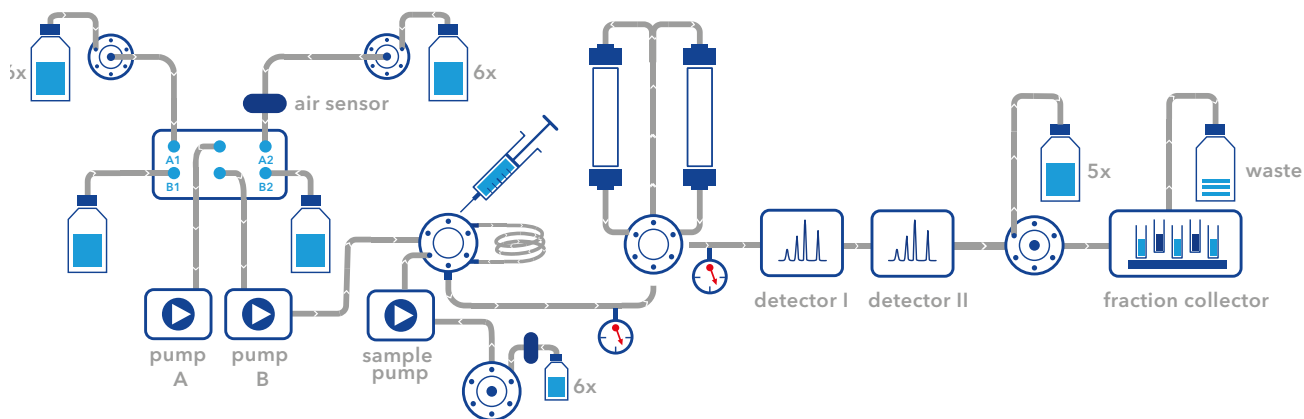 6x
6x
air sensor
A1
A2
B1
B2
5x
waste
detector I
detector II
fraction collector
pump
A
pump
B
sample
pump
6x